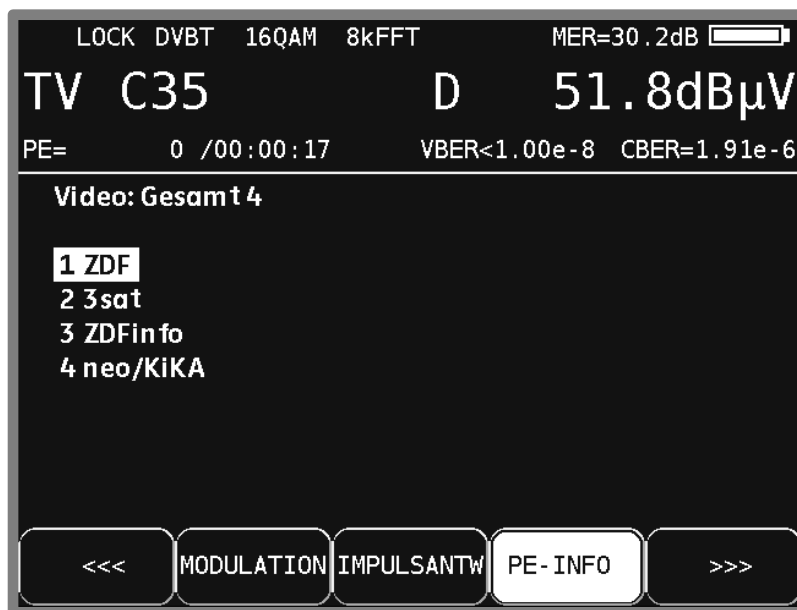 LOCK DVBT 16QAM 8kFFT MER=30.2dB
TV C35 D 51.8dBµV
PE= 0 /00:00:17 VBER<1.00e-8 CBER=1.91e-6
Video: Gesamt 4
1 ZDF
2 3sat
3 ZDFinfo
4 neo/KiKA
<<< MODULATION IMPULSANTW PE-INFO >>>